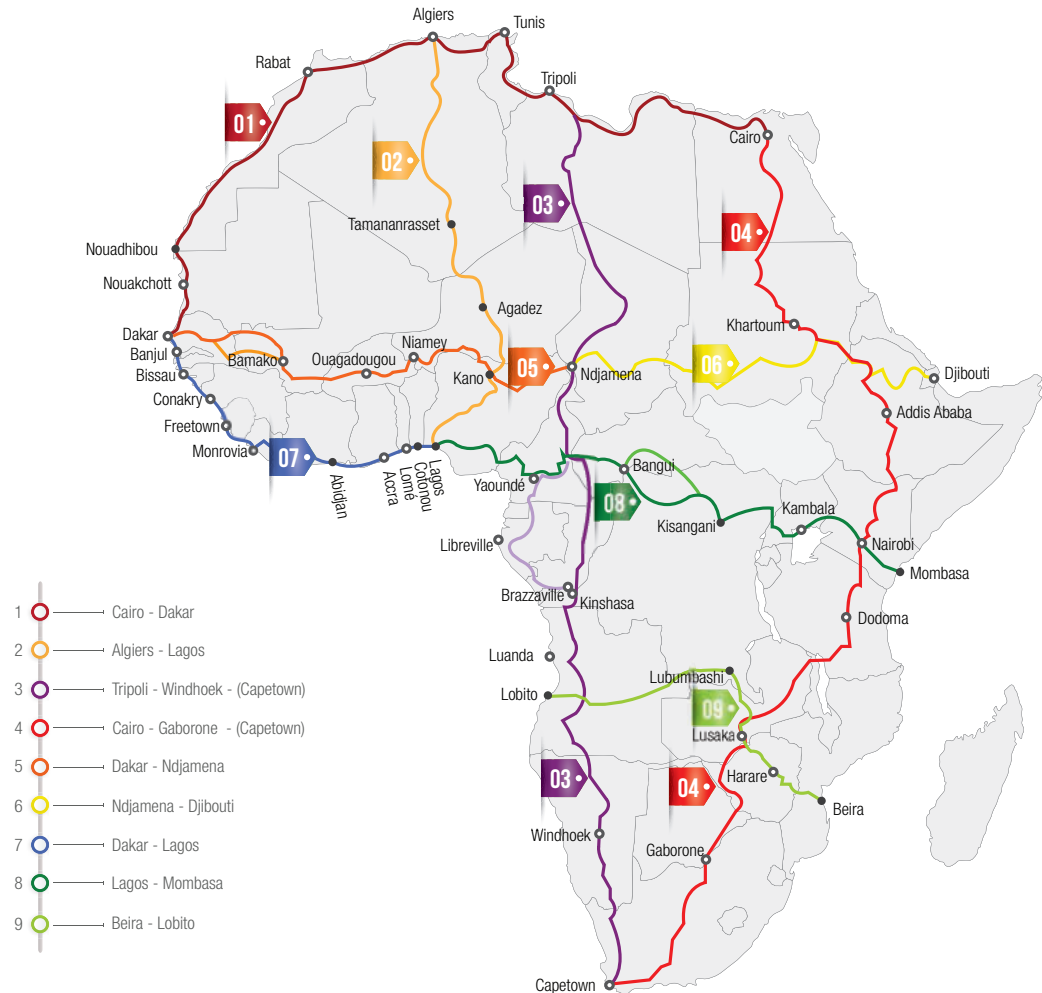 Algiers
Tunis
Rabat
Tripoli
01
Cairo
02
03
Tamananrasset
04
Nouadhibou
Nouakchott
Agadez
Khartoum
Dakar
Niamey
Banjul
Bamako
Ouagadougou
05
06
Bissau
Kano
Ndjamena
Djibouti
Conakry
Addis Ababa
Freetown
Monrovia
07
Abidjan
Accra
Lomé
Cotonou
Lagos
Yaoundé
Bangui
08
Kisangani
Kambala
Libreville
Nairobi
Mombasa
Brazzaville
Kinshasa
Dodoma
Luanda
Lubumbashi
Lobito
09
Lusaka
03
04
Harare
Beira
Windhoek
Gaborone
Capetown
1 Cairo - Dakar
2 Algiers - Lagos
3 Tripoli - Windhoek - (Capetown)
4 Cairo - Gaborone - (Capetown)
5 Dakar - Ndjamena
6 Ndjamena - Djibouti
7 Dakar - Lagos
8 Lagos - Mombasa
9 Beira - Lobito